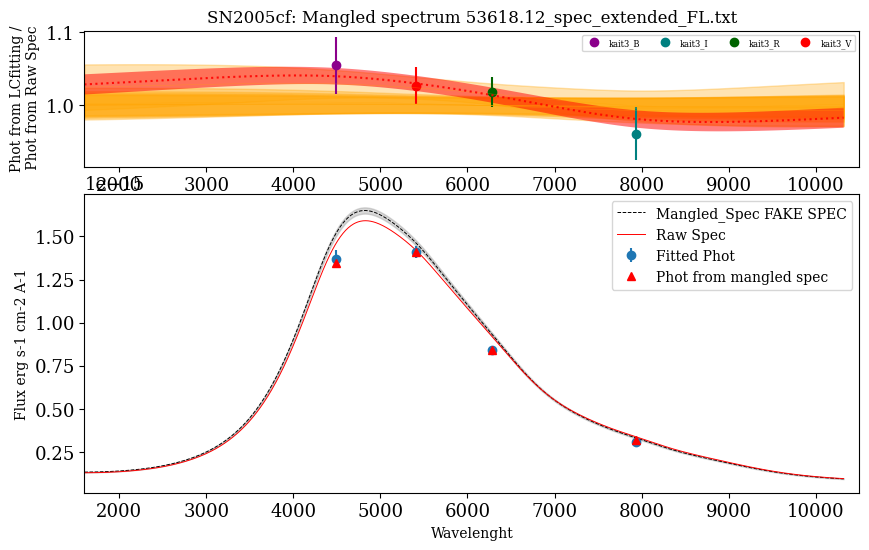 SN2005cf: Mangled spectrum 53618.12_spec_extended_FL.txt
Phot from LCfitting /
Phot from Raw Spec
1.1
1.0
kait3_B kait3_I kait3_R kait3_V
2000 3000 4000 5000 6000 7000 8000 9000 10000
Flux erg s-1 cm-2 A-1
1.50
1.25
1.00
0.75
0.50
0.25
Mangled_Spec FAKE SPEC
Raw Spec
Fitted Phot
Phot from mangled spec
2000 3000 4000 5000 6000 7000 8000 9000 10000
Wavelenght